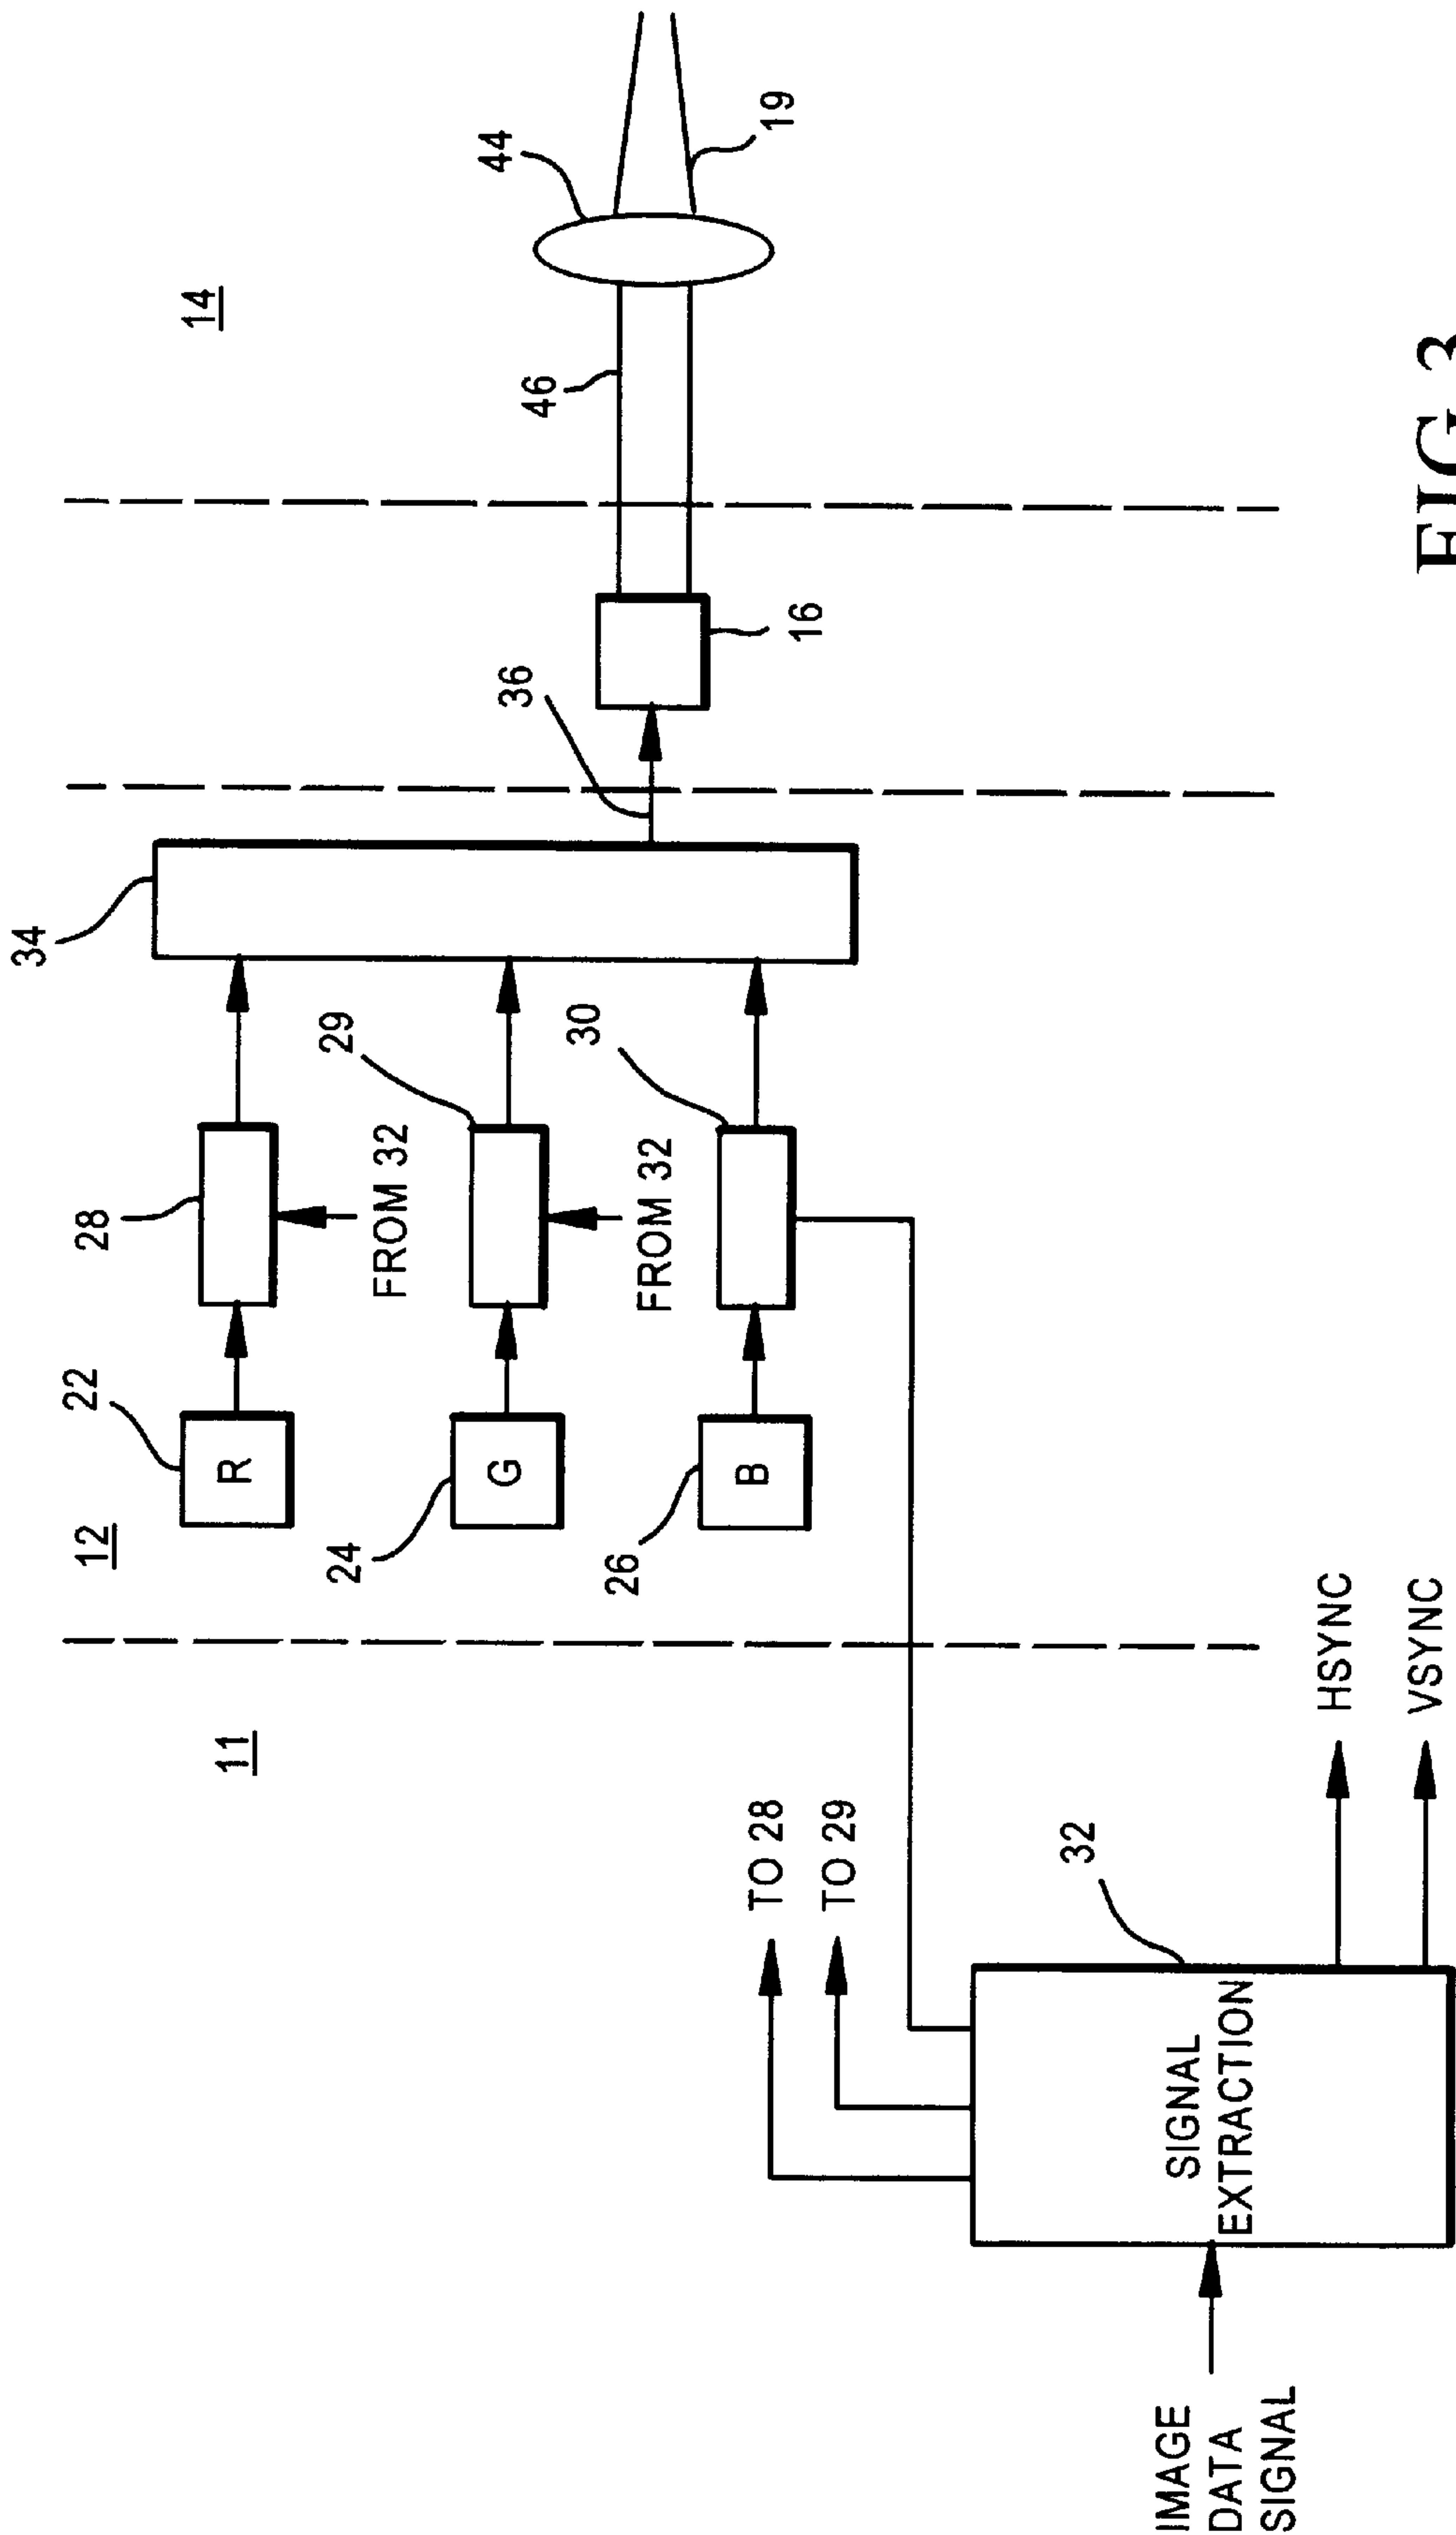 11
12
14
22
28
34
R
FROM 32
24
29
G
FROM 32
36
46
44
26
30
B
16
19
TO 28
TO 29
32
IMAGE
DATA
SIGNAL
SIGNAL
EXTRACTION
HSYNC
VSYNC
FIG.3